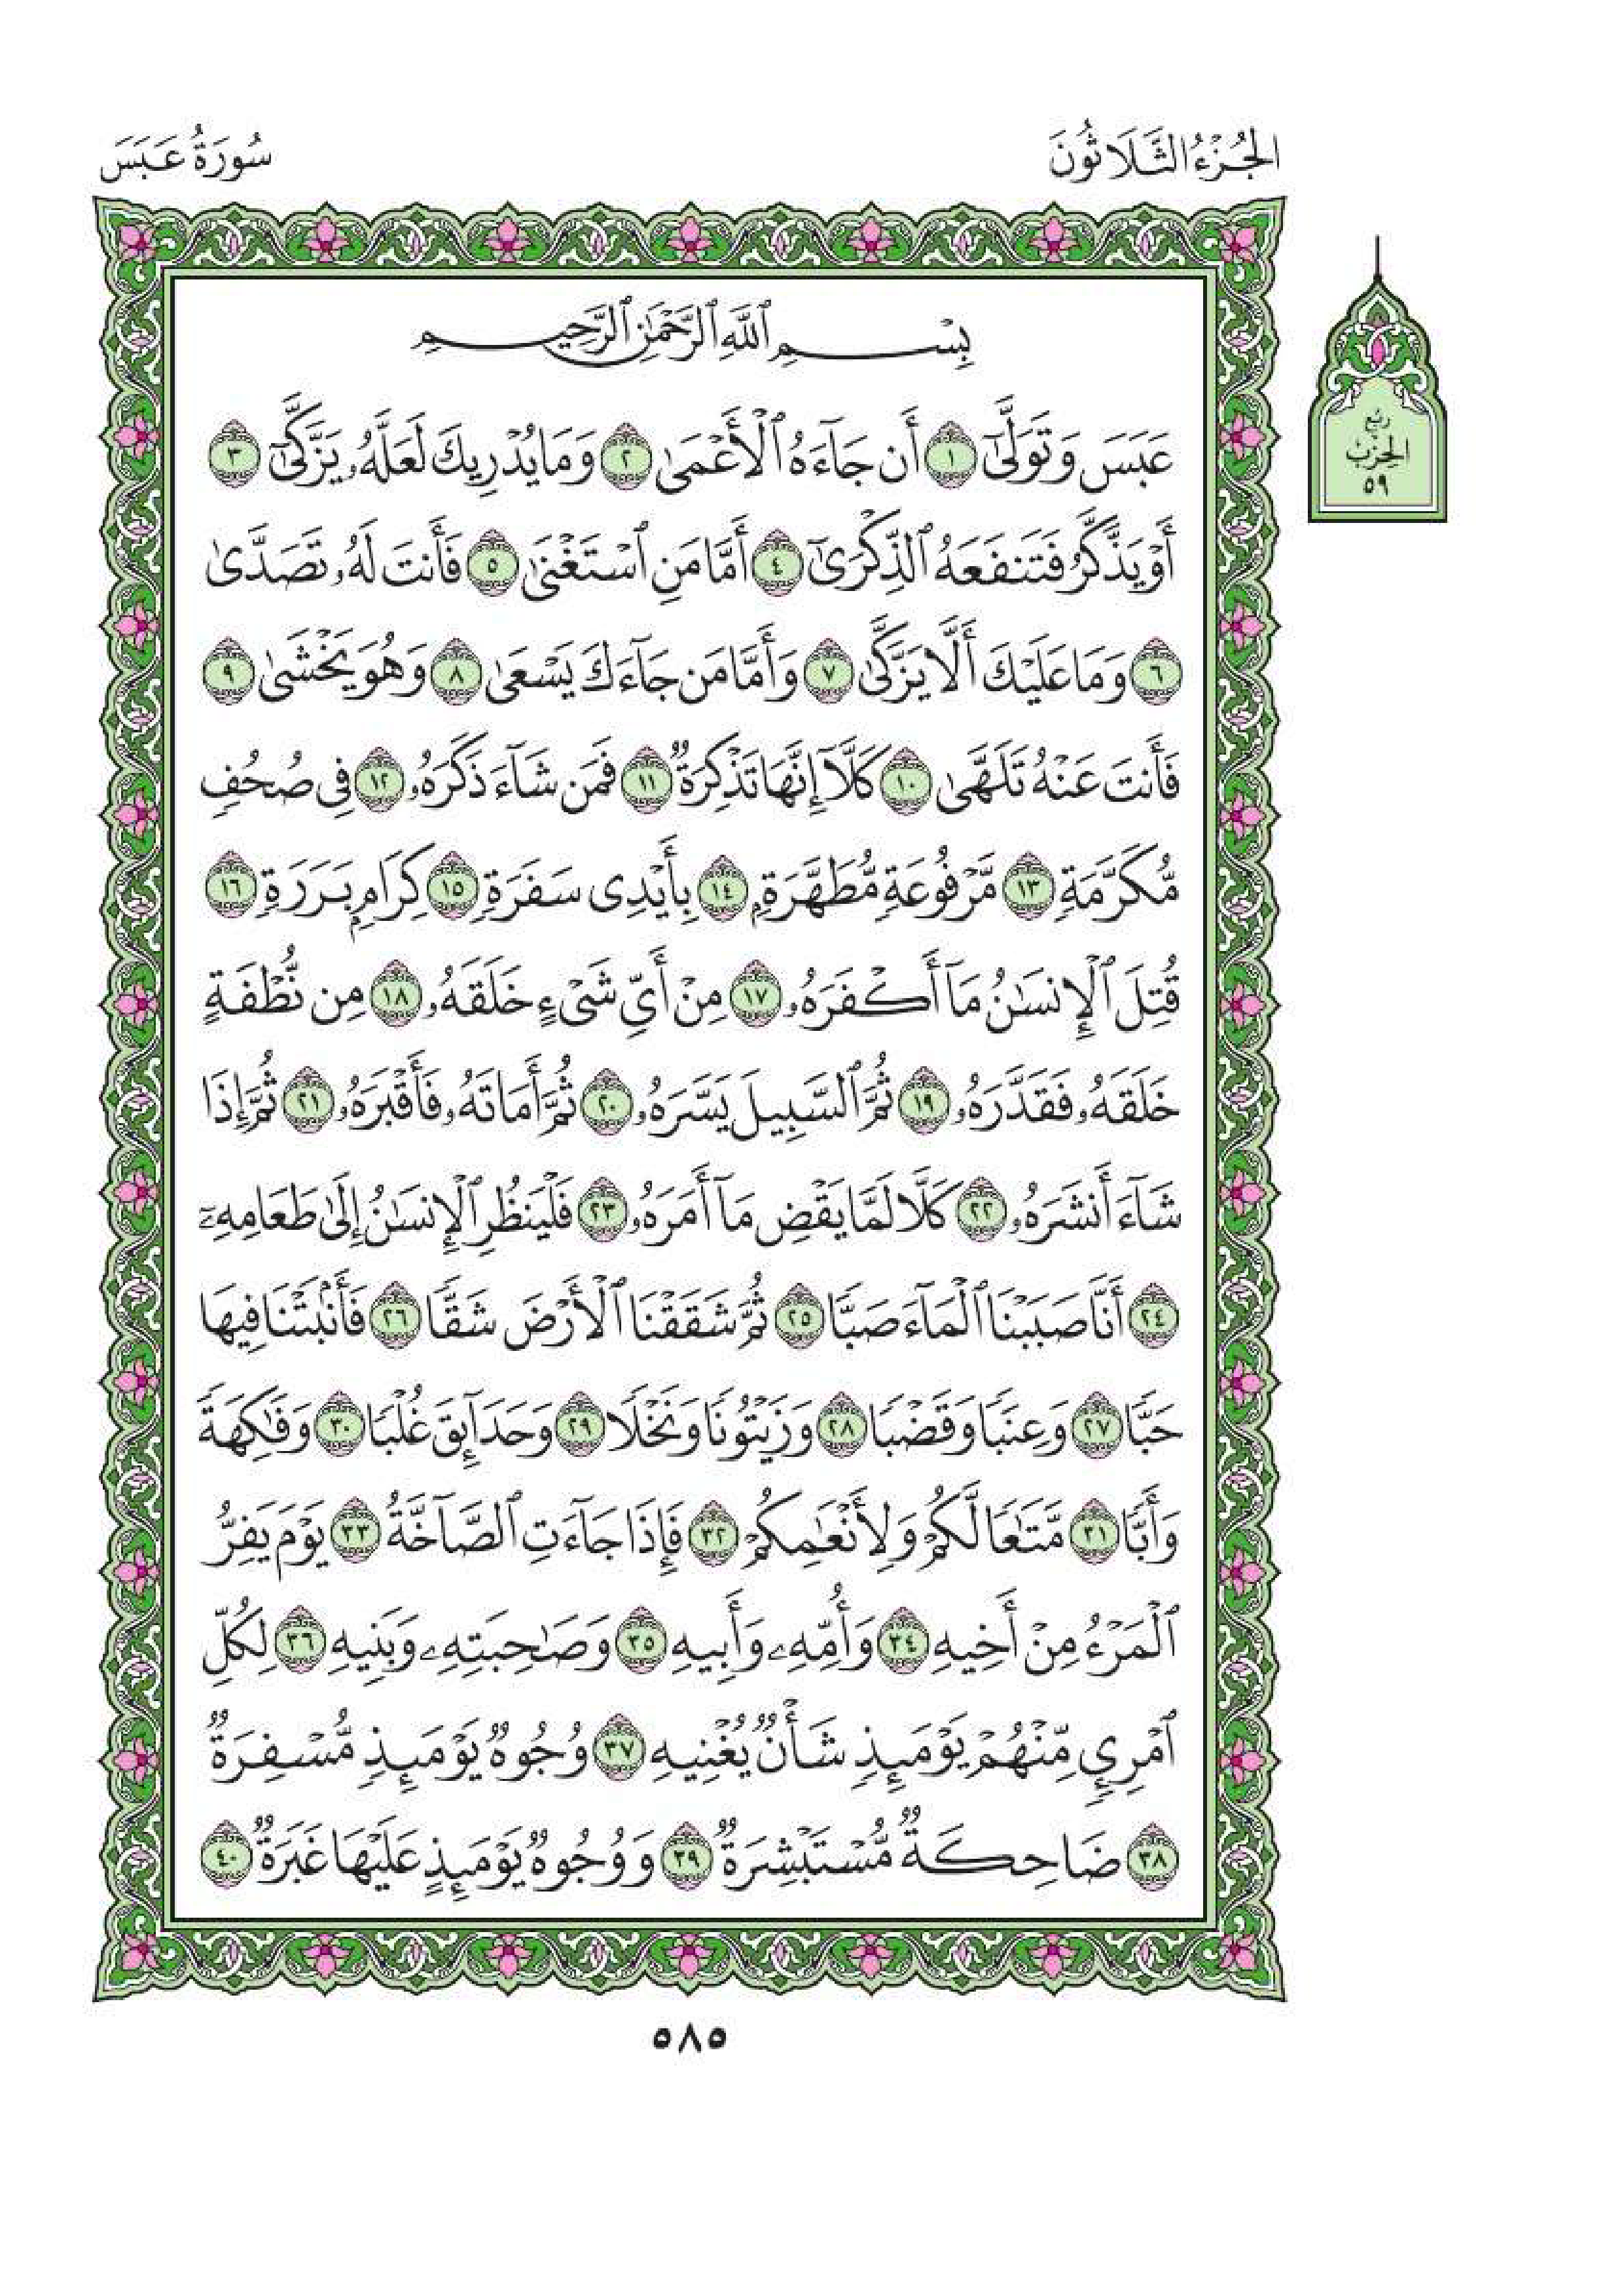 الجُزْءُ الثَّلَاثُونَ
سُورَةُ عَبَسَ
رُبْع
الحِزْبِ
٥٩
بِسْمِ ٱللَّهِ ٱلرَّحْمَٰنِ ٱلرَّحِيمِ
عَبَسَ وَتَوَلَّىٰٓ ١ أَن جَآءَهُ ٱلْأَعْمَىٰ ٢ وَمَا يُدْرِيكَ لَعَلَّهُۥ يَزَّكَّىٰٓ ٣
أَوْ يَذَّكَّرُ فَتَنفَعَهُ ٱلذِّكْرَىٰٓ ٤ أَمَّا مَنِ ٱسْتَغْنَىٰ ٥ فَأَنتَ لَهُۥ تَصَدَّىٰ
٦ وَمَا عَلَيْكَ أَلَّا يَزَّكَّىٰ ٧ وَأَمَّا مَن جَآءَكَ يَسْعَىٰ ٨ وَهُوَ يَخْشَىٰ ٩
فَأَنتَ عَنْهُ تَلَهَّىٰ ١٠ كَلَّآ إِنَّهَا تَذْكِرَةٌ ١١ فَمَن شَآءَ ذَكَرَهُۥ ١٢ فِى صُحُفٍ
مُّكَرَّمَةٍ ١٣ مَّرْفُوعَةٍ مُّطَهَّرَةٍۭ ١٤ بِأَيْدِى سَفَرَةٍ ١٥ كِرَامٍۭ بَرَرَةٍ ١٦
قُتِلَ ٱلْإِنسَٰنُ مَآ أَكْفَرَهُۥ ١٧ مِنْ أَىِّ شَىْءٍ خَلَقَهُۥ ١٨ مِن نُّطْفَةٍ
خَلَقَهُۥ فَقَدَّرَهُۥ ١٩ ثُمَّ ٱلسَّبِيلَ يَسَّرَهُۥ ٢٠ ثُمَّ أَمَاتَهُۥ فَأَقْبَرَهُۥ ٢١ ثُمَّ إِذَا
شَآءَ أَنشَرَهُۥ ٢٢ كَلَّا لَمَّا يَقْضِ مَآ أَمَرَهُۥ ٢٣ فَلْيَنظُرِ ٱلْإِنسَٰنُ إِلَىٰ طَعَامِهِۦٓ
٢٤ أَنَّا صَبَبْنَا ٱلْمَآءَ صَبًّا ٢٥ ثُمَّ شَقَقْنَا ٱلْأَرْضَ شَقًّا ٢٦ فَأَنۢبَتْنَا فِيهَا
حَبًّا ٢٧ وَعِنَبًا وَقَضْبًا ٢٨ وَزَيْتُونًا وَنَخْلًا ٢٩ وَحَدَآئِقَ غُلْبًا ٣٠ وَفَٰكِهَةً
وَأَبًّا ٣١ مَّتَٰعًا لَّكُمْ وَلِأَنْعَٰمِكُمْ ٣٢ فَإِذَا جَآءَتِ ٱلصَّآخَّةُ ٣٣ يَوْمَ يَفِرُّ
ٱلْمَرْءُ مِنْ أَخِيهِ ٣٤ وَأُمِّهِۦ وَأَبِيهِ ٣٥ وَصَٰحِبَتِهِۦ وَبَنِيهِ ٣٦ لِكُلِّ
ٱمْرِئٍ مِّنْهُمْ يَوْمَئِذٍ شَأْنٌ يُغْنِيهِ ٣٧ وُجُوهٌ يَوْمَئِذٍ مُّسْفِرَةٌ
٣٨ ضَاحِكَةٌ مُّسْتَبْشِرَةٌ ٣٩ وَوُجُوهٌ يَوْمَئِذٍ عَلَيْهَا غَبَرَةٌ ٤٠
٥٨٥